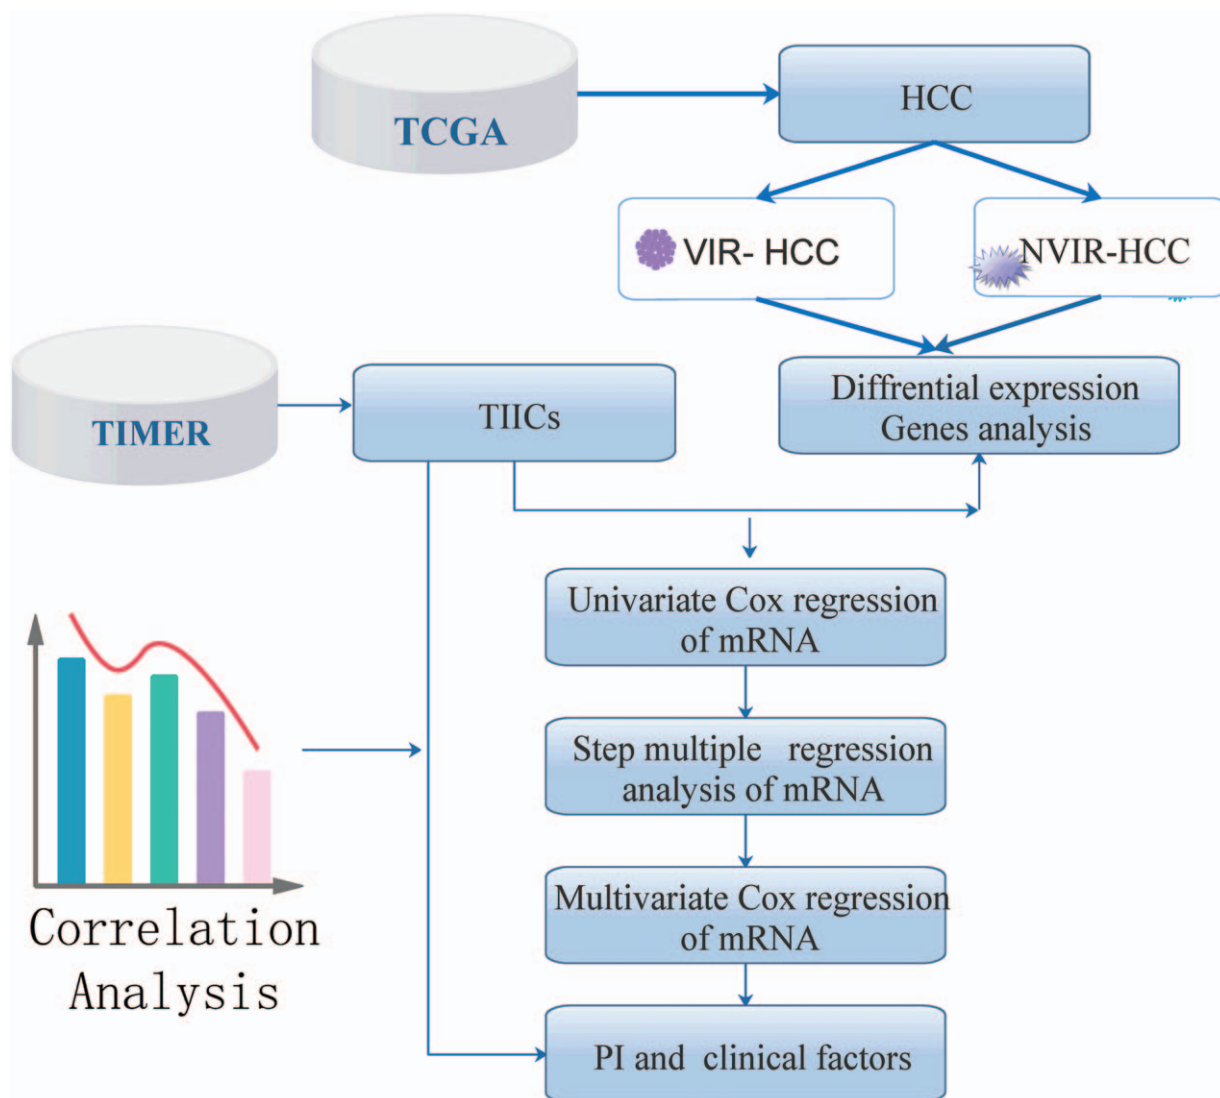 TCGA
HCC
VIR- HCC
NVIR-HCC
TIMER
TIICs
Diffrential expression
Genes analysis
Univariate Cox regression
of mRNA
Step multiple regression
analysis of mRNA
Correlation
Analysis
Multivariate Cox regression
of mRNA
PI and clinical factors